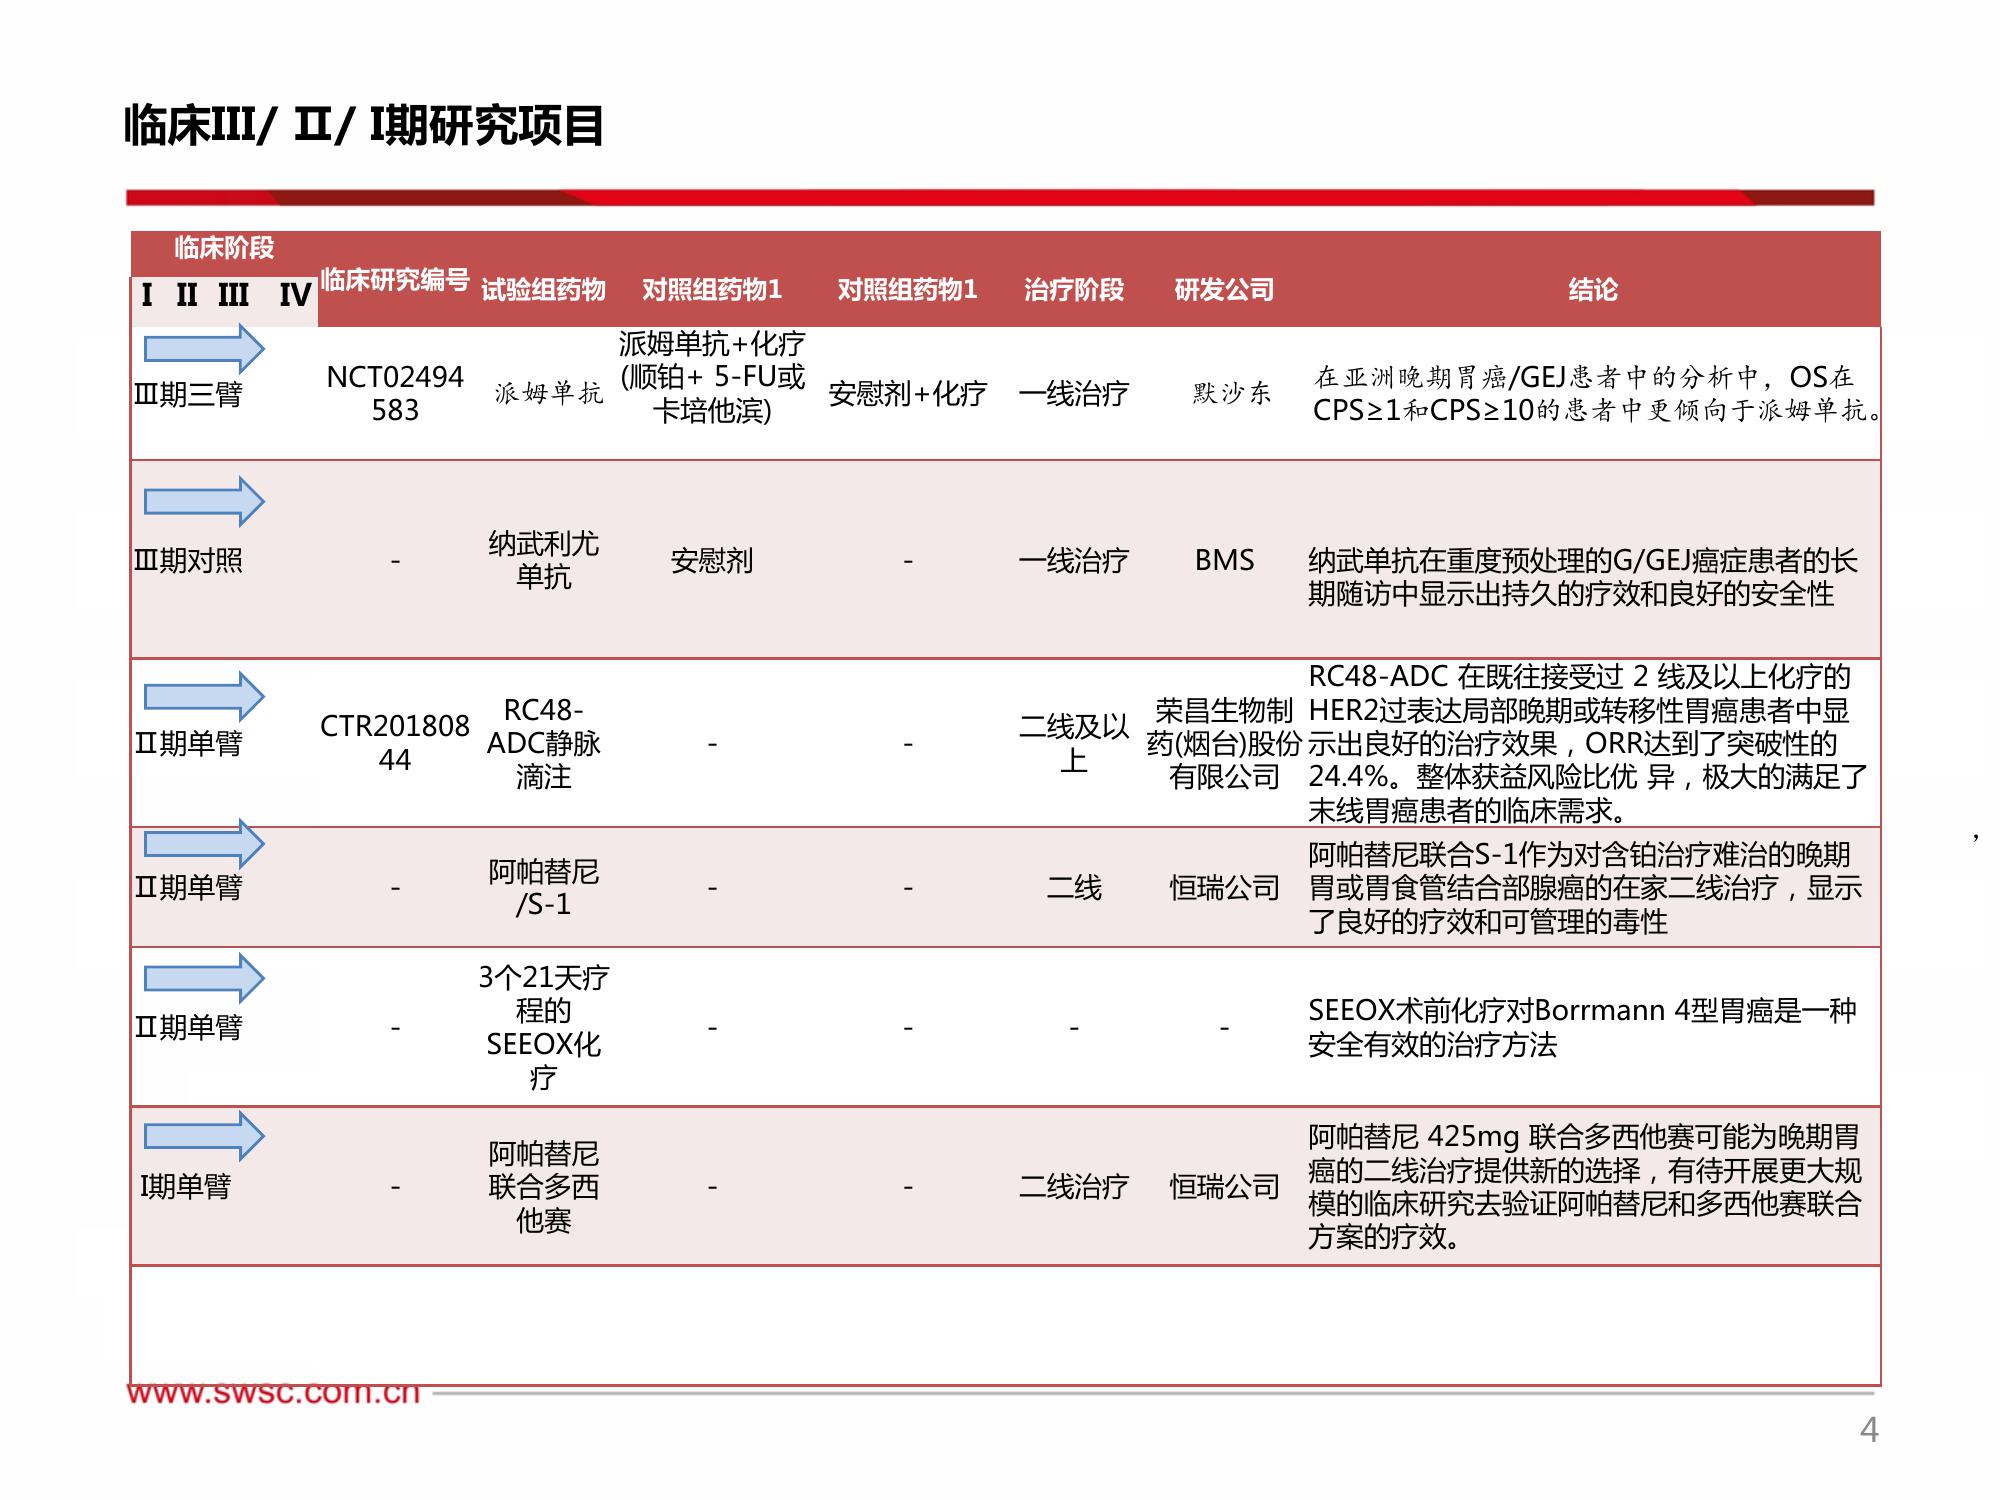 临床III/ Ⅱ/ I期研究项目
临床阶段
I II III IV
临床研究编号
试验组药物
对照组药物1
对照组药物1
治疗阶段
研发公司
结论
Ⅲ期三臂
NCT02494
583
派姆单抗
派姆单抗+化疗
(顺铂+ 5-FU或
卡培他滨)
安慰剂+化疗
一线治疗
默沙东
在亚洲晚期胃癌/GEJ患者中的分析中，OS在
CPS≥1和CPS≥10的患者中更倾向于派姆单抗。
Ⅲ期对照
-
纳武利尤
单抗
安慰剂
-
一线治疗
BMS
纳武单抗在重度预处理的G/GEJ癌症患者的长
期随访中显示出持久的疗效和良好的安全性
Ⅱ期单臂
CTR201808
44
RC48-
ADC静脉
滴注
-
-
二线及以
上
荣昌生物制
药(烟台)股份
有限公司
RC48-ADC 在既往接受过 2 线及以上化疗的
HER2过表达局部晚期或转移性胃癌患者中显
示出良好的治疗效果，ORR达到了突破性的
24.4%。整体获益风险比优 异，极大的满足了
末线胃癌患者的临床需求。
，
Ⅱ期单臂
-
阿帕替尼
/S-1
-
-
二线
恒瑞公司
阿帕替尼联合S-1作为对含铂治疗难治的晚期
胃或胃食管结合部腺癌的在家二线治疗，显示
了良好的疗效和可管理的毒性
Ⅱ期单臂
-
3个21天疗
程的
SEEOX化
疗
-
-
-
-
SEEOX术前化疗对Borrmann 4型胃癌是一种
安全有效的治疗方法
I期单臂
-
阿帕替尼
联合多西
他赛
-
-
二线治疗
恒瑞公司
阿帕替尼 425mg 联合多西他赛可能为晚期胃
癌的二线治疗提供新的选择，有待开展更大规
模的临床研究去验证阿帕替尼和多西他赛联合
方案的疗效。
www.swsc.com.cn
4